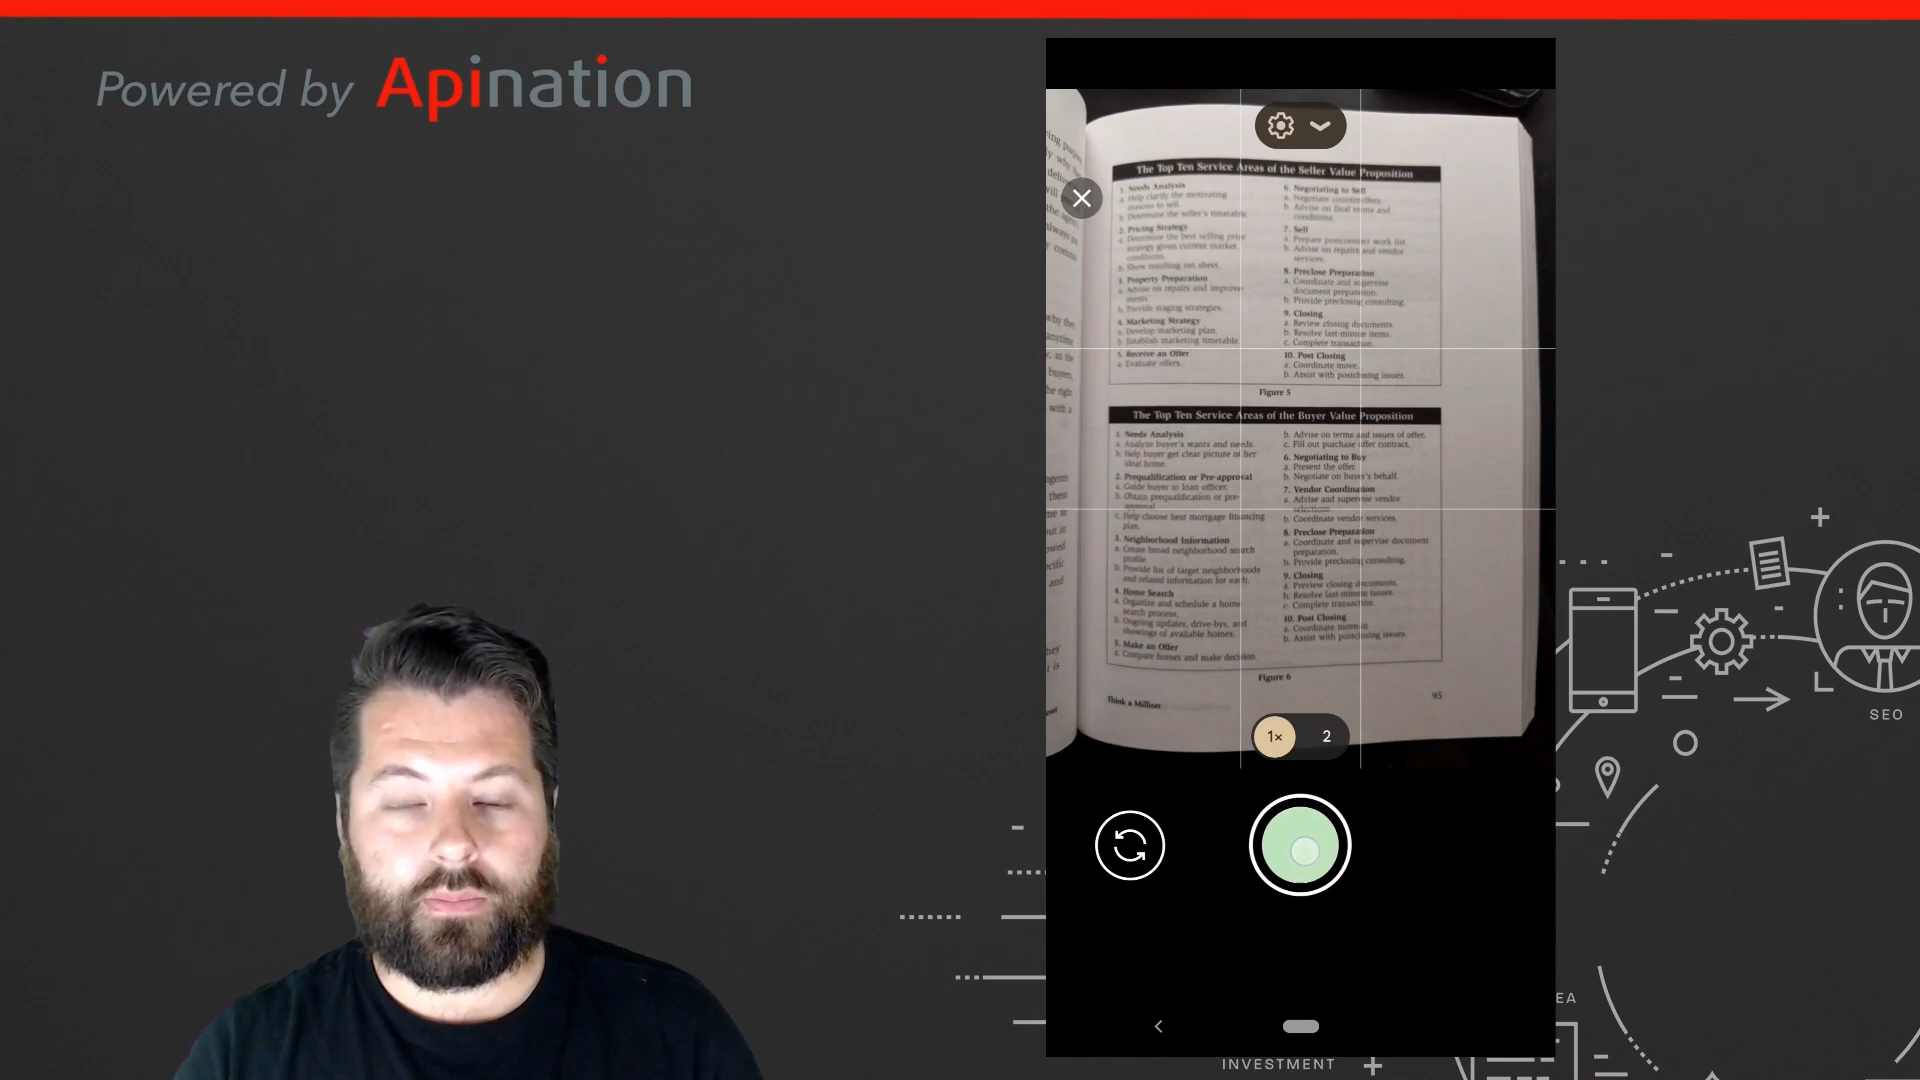 Powered by Apination
The Top Ten Service Areas of the Seller Value Proposition
1. Needs Analysis
a. Help clarify the motivating
reasons to sell.
b. Determine the seller's timetable.
2. Pricing Strategy
a. Determine the best selling price
strategy given current market
conditions.
b. Show resulting net sheet.
3. Property Preparation
a. Advise on repairs and improve-
ments.
b. Provide staging strategies.
4. Marketing Strategy
a. Develop marketing plan.
b. Establish marketing timetable.
5. Receive an Offer
a. Evaluate offers.
6. Negotiating to Sell
a. Negotiate counteroffers.
b. Advise on final terms and
conditions.
7. Sell
a. Prepare postcontract work list.
b. Advise on repairs and vendor
services.
8. Preclose Preparation
a. Coordinate and supervise
document preparation.
b. Provide preclosing consulting.
9. Closing
a. Review closing documents.
b. Resolve last-minute items.
c. Complete transaction.
10. Post Closing
a. Coordinate move.
b. Assist with postclosing issues.
Figure 5
The Top Ten Service Areas of the Buyer Value Proposition
1. Needs Analysis
a. Analyze buyer's wants and needs.
b. Help buyer get clear picture of her
ideal home.
2. Prequalification or Pre-approval
a. Guide buyer to loan officer.
b. Obtain prequalification or pre-
approval
c. Help choose best mortgage financing
plan.
3. Neighborhood Information
a. Create broad neighborhood search
profile.
b. Provide list of target neighborhoods
and related information for each.
4. Home Search
a. Organize and schedule a home
search process.
b. Ongoing updates, drive-bys, and
showings of available homes.
5. Make an Offer
a. Compare homes and make decision.
b. Advise on terms and issues of offer.
c. Fill out purchase offer contract.
6. Negotiating to Buy
a. Present the offer.
b. Negotiate on buyer's behalf.
7. Vendor Coordination
a. Advise and supervise vendor
selections.
b. Coordinate vendor services.
8. Preclose Preparation
a. Coordinate and supervise document
preparation.
b. Provide preclosing consulting.
9. Closing
a. Preview closing documents.
b. Resolve last-minute issues.
c. Complete transaction.
10. Post Closing
a. Coordinate move-in.
b. Assist with postclosing issues.
Figure 6
Think a Million
95
1×
2
SEO
EA
INVESTMENT